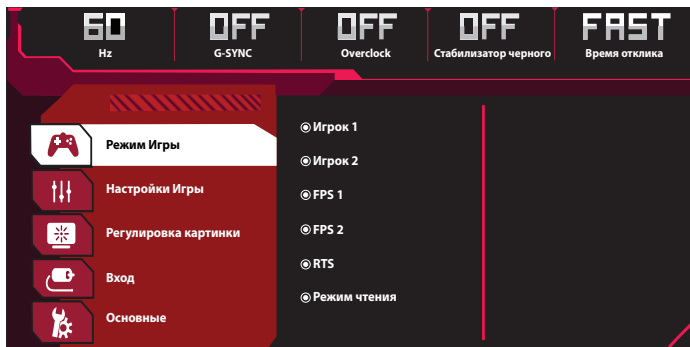 60 OFF OFF OFF FAST
Hz G-SYNC Overclock Стабилизатор черного Время отклика
Режим Игры
Настройки Игры
Регулировка картинки
Вход
Основные
Игрок 1
Игрок 2
FPS 1
FPS 2
RTS
Режим чтения